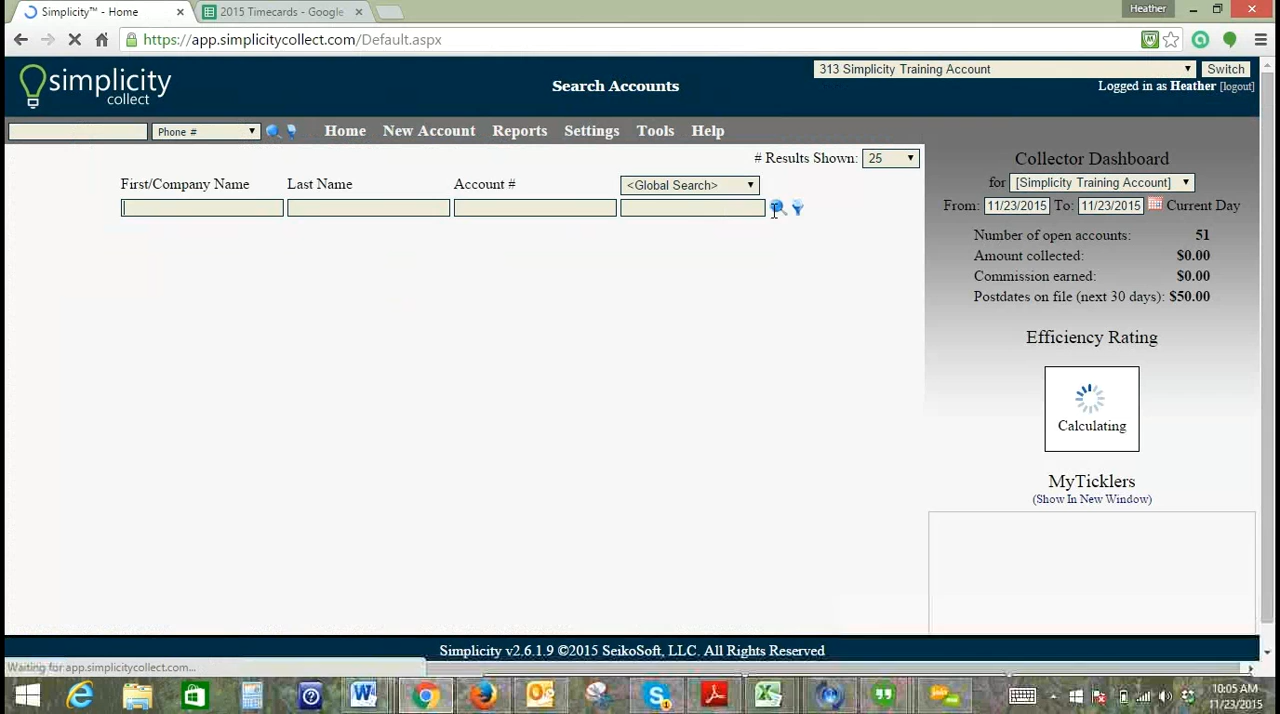 Simplicity™ - Home
2015 Timecards - Google
Heather
https://app.simplicitycollect.com/Default.aspx
simplicity
collect
Search Accounts
313 Simplicity Training Account
Switch
Logged in as Heather [logout]
Phone #
Home
New Account
Reports
Settings
Tools
Help
# Results Shown: 25
First/Company Name
Last Name
Account #
<Global Search>
Collector Dashboard
for [Simplicity Training Account]
From: 11/23/2015 To: 11/23/2015 Current Day
Number of open accounts: 51
Amount collected: $0.00
Commission earned: $0.00
Postdates on file (next 30 days): $50.00
Efficiency Rating
Calculating
MyTicklers
(Show In New Window)
Simplicity v2.6.1.9 ©2015 SeikoSoft, LLC. All Rights Reserved
Waiting for app.simplicitycollect.com...
10:05 AM
11/23/2015